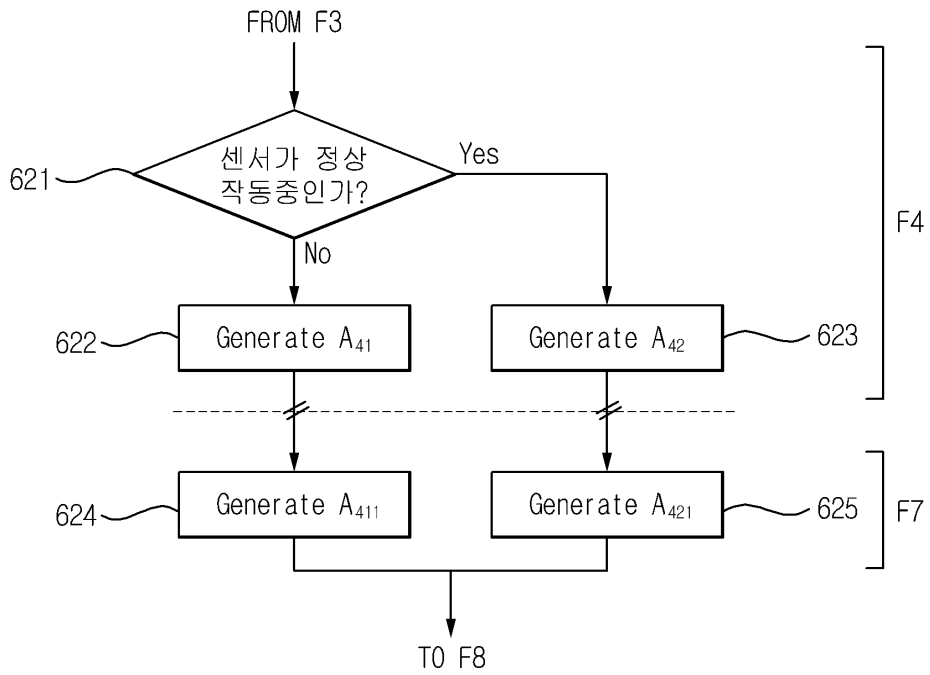 FROM F3
센서가 정상
작동중인가?
Yes
621
No
F4
Generate A₄₁
Generate A₄₂
622
623
Generate A₄₁₁
Generate A₄₂₁
624
625
F7
TO F8